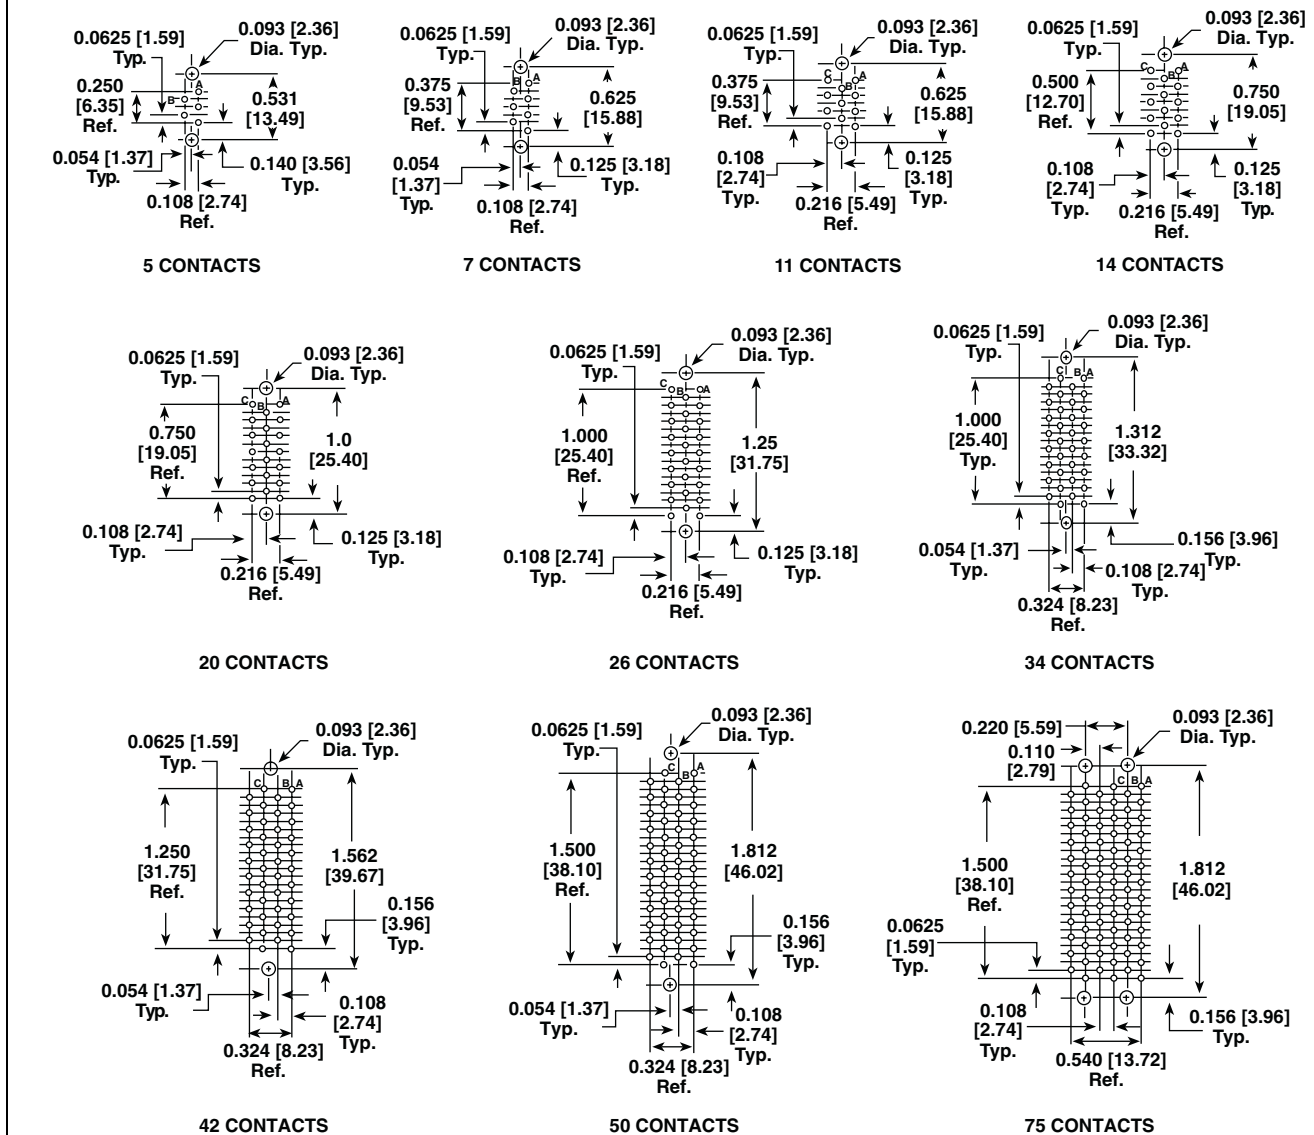 0.0625 [1.59]
Typ.
0.093 [2.36]
Dia. Typ.
0.250
[6.35]
Ref.
A
B
0.531
[13.49]
0.054 [1.37]
Typ.
0.140 [3.56]
Typ.
0.108 [2.74]
Ref.
5 CONTACTS
0.0625 [1.59]
Typ.
0.093 [2.36]
Dia. Typ.
0.375
[9.53]
Ref.
B
A
0.625
[15.88]
0.054
[1.37]
Typ.
0.125 [3.18]
Typ.
0.108 [2.74]
Ref.
7 CONTACTS
0.0625 [1.59]
Typ.
0.093 [2.36]
Dia. Typ.
0.375
[9.53]
Ref.
C
B
A
0.625
[15.88]
0.108
[2.74]
Typ.
0.125
[3.18]
Typ.
0.216 [5.49]
Ref.
11 CONTACTS
0.0625 [1.59]
Typ.
0.093 [2.36]
Dia. Typ.
0.500
[12.70]
Ref.
C
B
A
0.750
[19.05]
0.108
[2.74]
Typ.
0.125
[3.18]
Typ.
0.216 [5.49]
Ref.
14 CONTACTS
0.0625 [1.59]
Typ.
0.093 [2.36]
Dia. Typ.
C
B
A
0.750
[19.05]
Ref.
1.0
[25.40]
0.108 [2.74]
Typ.
0.125 [3.18]
Typ.
0.216 [5.49]
Ref.
20 CONTACTS
0.0625 [1.59]
Typ.
0.093 [2.36]
Dia. Typ.
C
B
A
1.000
[25.40]
Ref.
1.25
[31.75]
0.108 [2.74]
Typ.
0.125 [3.18]
Typ.
0.216 [5.49]
Ref.
26 CONTACTS
0.0625 [1.59]
Typ.
0.093 [2.36]
Dia. Typ.
C
B
A
1.000
[25.40]
Typ.
1.312
[33.32]
0.054 [1.37]
Typ.
0.156 [3.96]
Typ.
0.108 [2.74]
Typ.
0.324 [8.23]
Ref.
34 CONTACTS
0.0625 [1.59]
Typ.
0.093 [2.36]
Dia. Typ.
C
B
A
1.250
[31.75]
Ref.
1.562
[39.67]
0.156
[3.96]
Typ.
0.054 [1.37]
Typ.
0.108
[2.74]
Typ.
0.324 [8.23]
Ref.
42 CONTACTS
0.0625 [1.59]
Typ.
0.093 [2.36]
Dia. Typ.
C
B
A
1.500
[38.10]
Ref.
1.812
[46.02]
0.156
[3.96]
Typ.
0.054 [1.37]
Typ.
0.108
[2.74]
Typ.
0.324 [8.23]
Ref.
50 CONTACTS
0.220 [5.59]
0.110
[2.79]
0.093 [2.36]
Dia. Typ.
C
B
A
1.500
[38.10]
Ref.
1.812
[46.02]
0.0625
[1.59]
Typ.
0.108
[2.74]
Typ.
0.156 [3.96]
Typ.
0.540 [13.72]
Ref.
75 CONTACTS